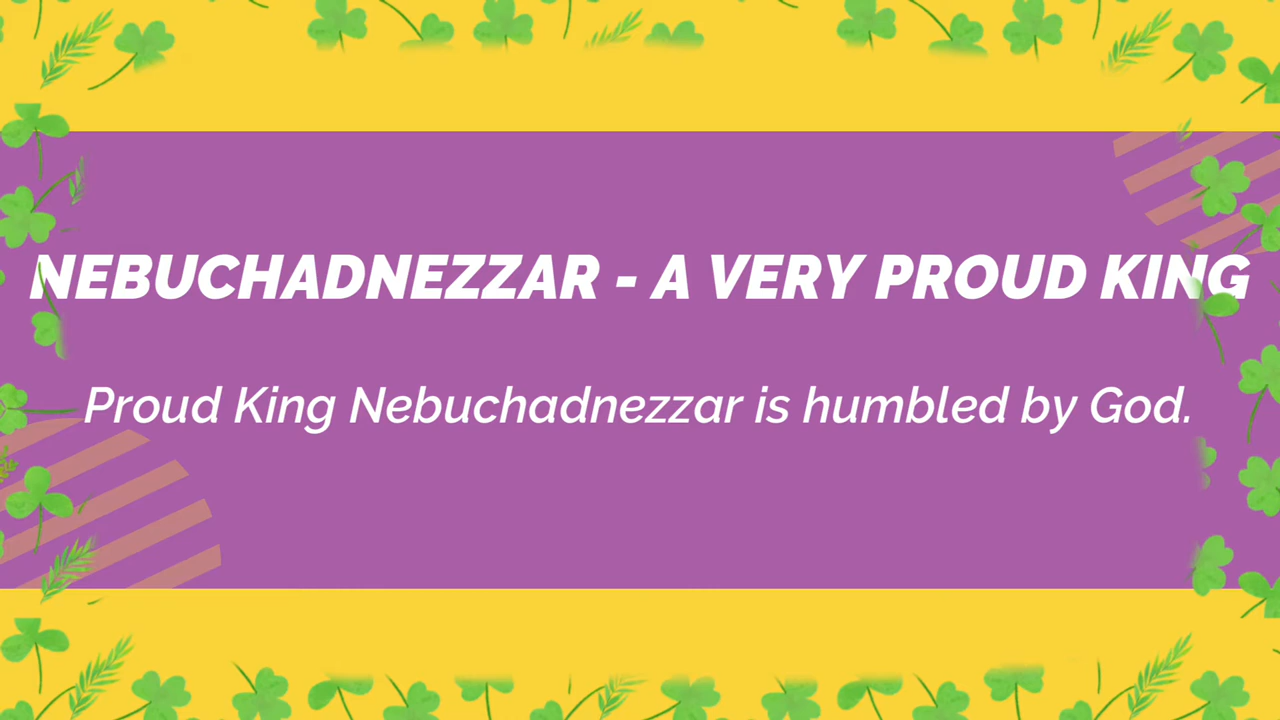 NEBUCHADNEZZAR - A VERY PROUD KING
Proud King Nebuchadnezzar is humbled by God.